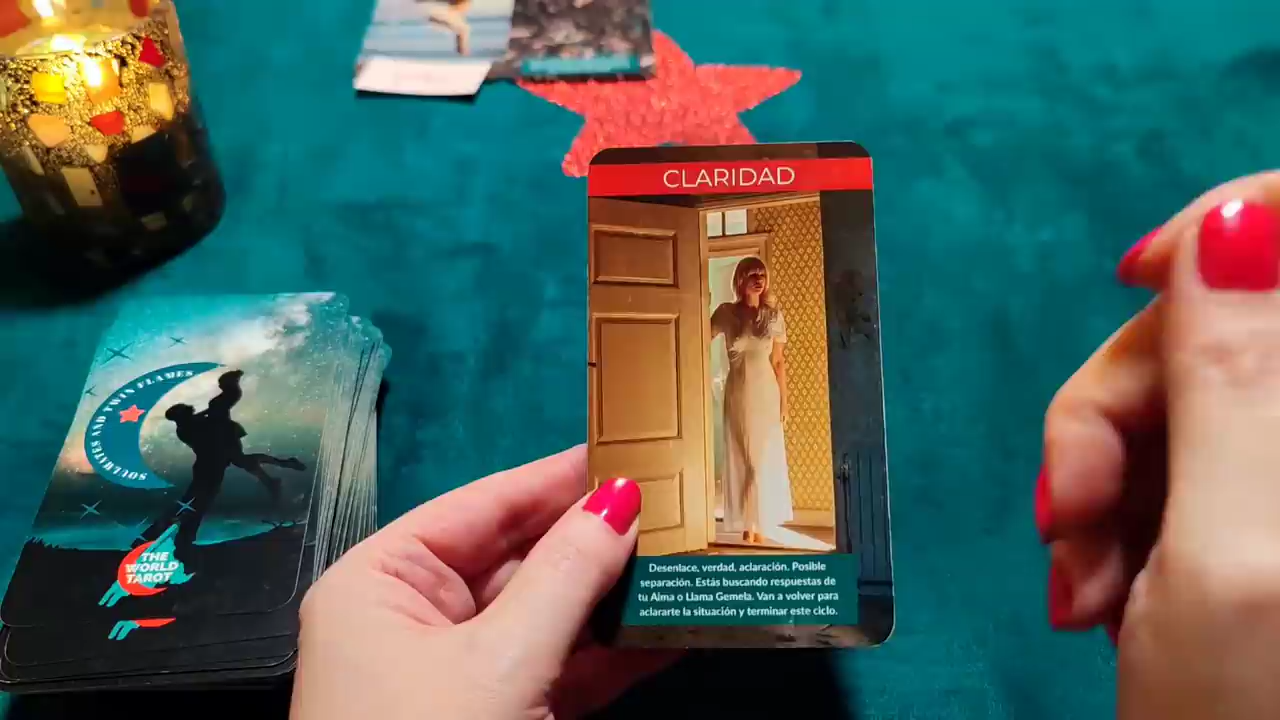 CLARIDAD
Desenlace, verdad, aclaración. Posible
separación. Estás buscando respuestas de
tu Alma o Llama Gemela. Van a volver para
aclararte la situación y terminar este ciclo.
SOULMATES AND TWIN FLAMES
THE
WORLD
TAROT